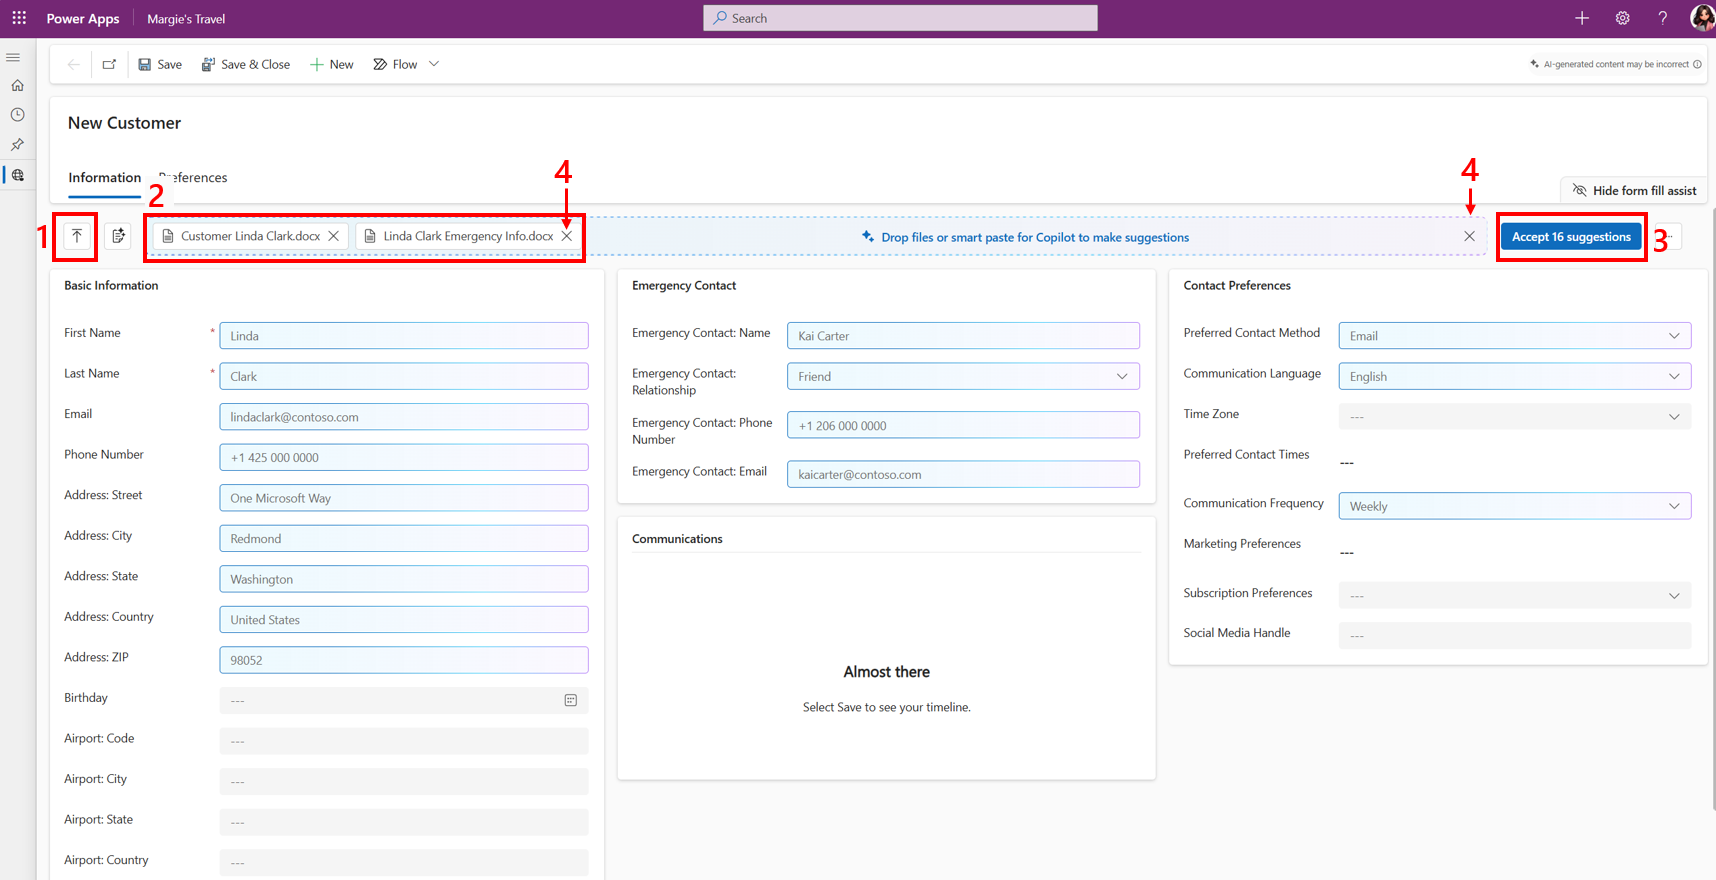 Power Apps
Margie's Travel
Search
Save
Save & Close
New
Flow
AI-generated content may be incorrect
New Customer
Information
Preferences
Hide form fill assist
1
2
Customer Linda Clark.docx
Linda Clark Emergency Info.docx
4
Drop files or smart paste for Copilot to make suggestions
4
Accept 16 suggestions
3
Basic Information
First Name
*
Linda
Last Name
*
Clark
Email
lindaclark@contoso.com
Phone Number
+1 425 000 0000
Address: Street
One Microsoft Way
Address: City
Redmond
Address: State
Washington
Address: Country
United States
Address: ZIP
98052
Birthday
---
Airport: Code
---
Airport: City
---
Airport: State
---
Airport: Country
---
Emergency Contact
Emergency Contact: Name
Kai Carter
Emergency Contact:
Relationship
Friend
Emergency Contact: Phone
Number
+1 206 000 0000
Emergency Contact: Email
kaicarter@contoso.com
Communications
Almost there
Select Save to see your timeline.
Contact Preferences
Preferred Contact Method
Email
Communication Language
English
Time Zone
---
Preferred Contact Times
---
Communication Frequency
Weekly
Marketing Preferences
---
Subscription Preferences
---
Social Media Handle
---